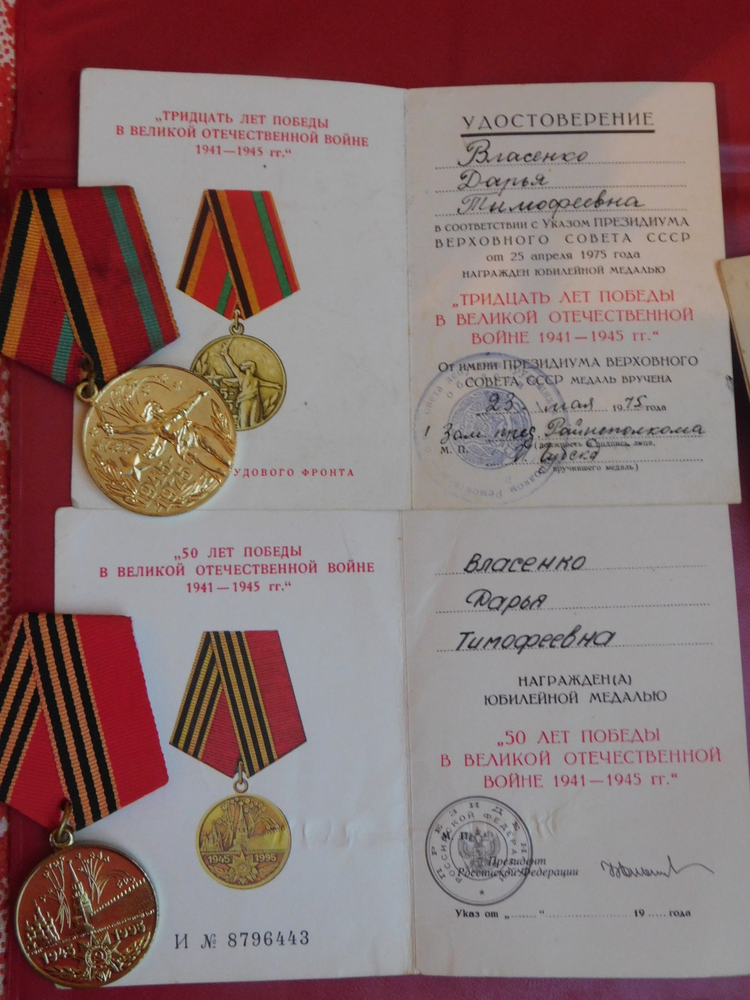 „ТРИДЦАТЬ ЛЕТ ПОБЕДЫ
В ВЕЛИКОЙ ОТЕЧЕСТВЕННОЙ ВОЙНЕ
1941—1945 гг.“
УДОВОГО ФРОНТА
УДОСТОВЕРЕНИЕ
Власенко
Дарья
Тимофеевна
В СООТВЕТСТВИИ С УКАЗОМ ПРЕЗИДИУМА
ВЕРХОВНОГО СОВЕТА СССР
от 25 апреля 1975 года
НАГРАЖДЕН ЮБИЛЕЙНОЙ МЕДАЛЬЮ
„ТРИДЦАТЬ ЛЕТ ПОБЕДЫ
В ВЕЛИКОЙ ОТЕЧЕСТВЕННОЙ
ВОЙНЕ 1941—1945 гг.“
От имени ПРЕЗИДИУМА ВЕРХОВНОГО
СОВЕТА СССР МЕДАЛЬ ВРУЧЕНА
23 мая 1975 года
Зам. пред. Райисполкома
М. П. (должность, подпись лица,
вручившего медаль)
„50 ЛЕТ ПОБЕДЫ
В ВЕЛИКОЙ ОТЕЧЕСТВЕННОЙ ВОЙНЕ
1941—1945 гг.“
1945 1995
1945 1995
И № 8796443
Власенко
Дарья
Тимофеевна
НАГРАЖДЕН(А)
ЮБИЛЕЙНОЙ МЕДАЛЬЮ
„50 ЛЕТ ПОБЕДЫ
В ВЕЛИКОЙ ОТЕЧЕСТВЕННОЙ
ВОЙНЕ 1941—1945 гг.“
ПРЕЗИДЕНТ
РОССИЙСКОЙ ФЕДЕРАЦИИ
М. П.
Президент
Российской Федерации
Указ от „ “ 19 года